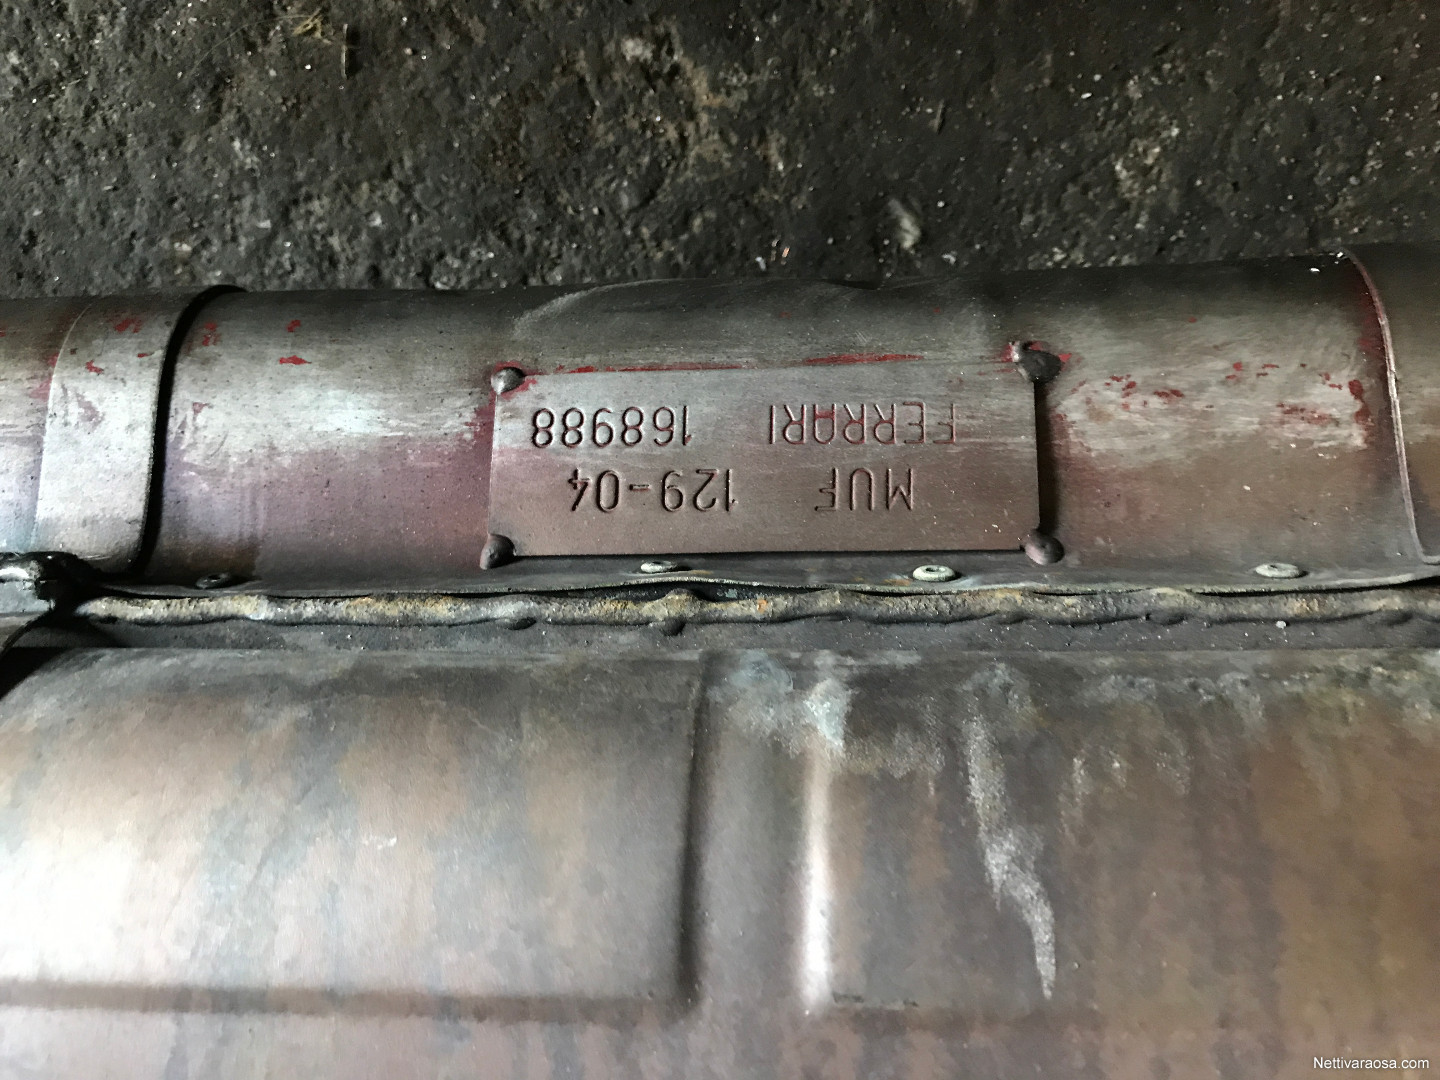 MUF 129-04
FERRARI 168988
Nettivaraosa.com